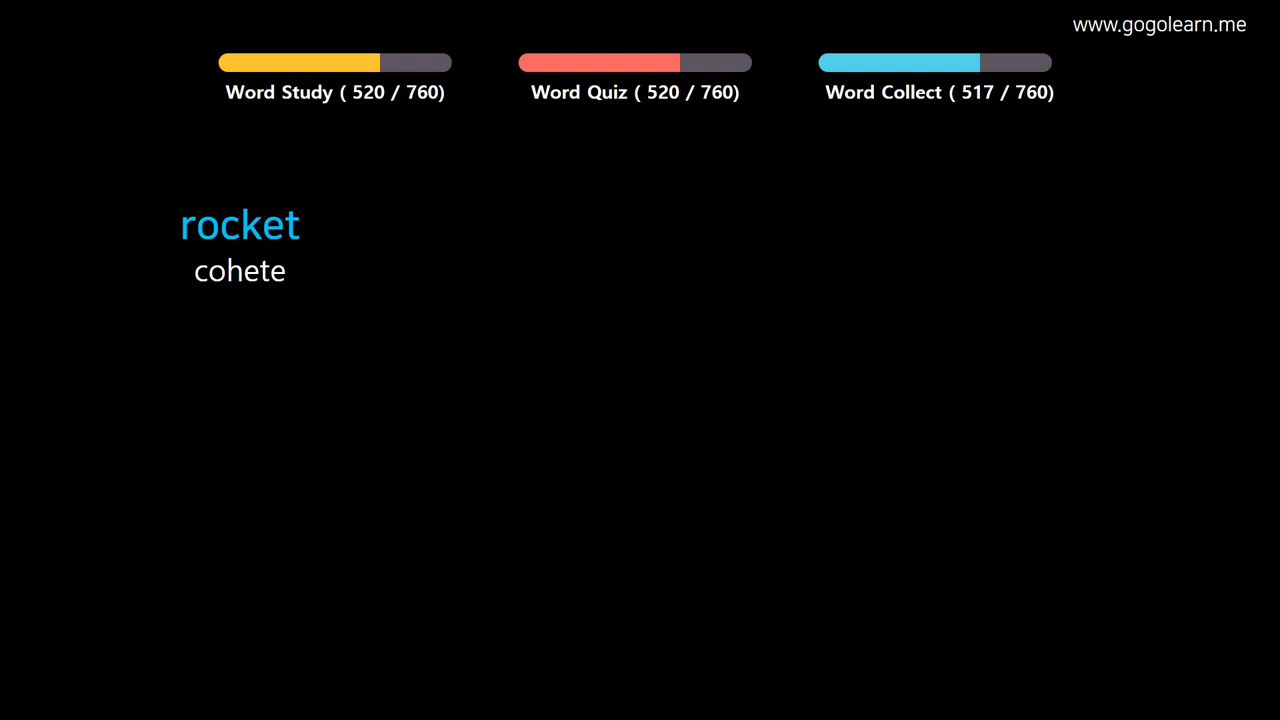 www.gogolearn.me
Word Study ( 520 / 760)
Word Quiz ( 520 / 760)
Word Collect ( 517 / 760)
rocket
cohete